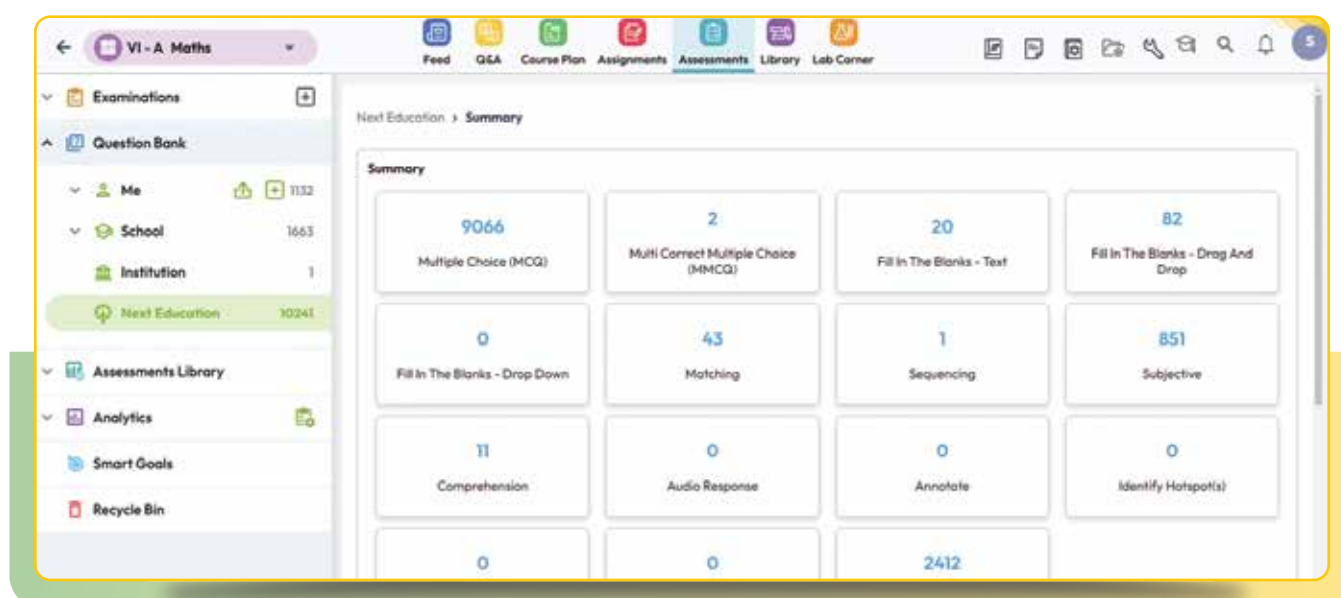 VI - A Maths
Feed
Q&A
Course Plan
Assignments
Assessments
Library
Lab Corner
S
Examinations
Question Bank
Me
1132
School
1663
Institution
1
Next Education
10241
Assessments Library
Analytics
Smart Goals
Recycle Bin
Next Education › Summary
Summary
9066
Multiple Choice (MCQ)
2
Multi Correct Multiple Choice
(MMCQ)
20
Fill In The Blanks - Text
82
Fill In The Blanks - Drag And
Drop
0
Fill In The Blanks - Drop Down
43
Matching
1
Sequencing
851
Subjective
11
Comprehension
0
Audio Response
0
Annotate
0
Identify Hotspot(s)
0
0
2412